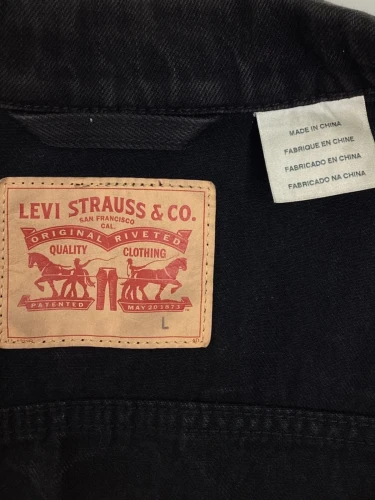 MADE IN CHINA
FABRIQUE EN CHINE
FABRICADO EN CHINA
FABRICADO NA CHINA
LEVI STRAUSS & CO.
SAN FRANCISCO
CAL.
ORIGINAL RIVETED
QUALITY CLOTHING
PATENTED MAY 20 1873
L